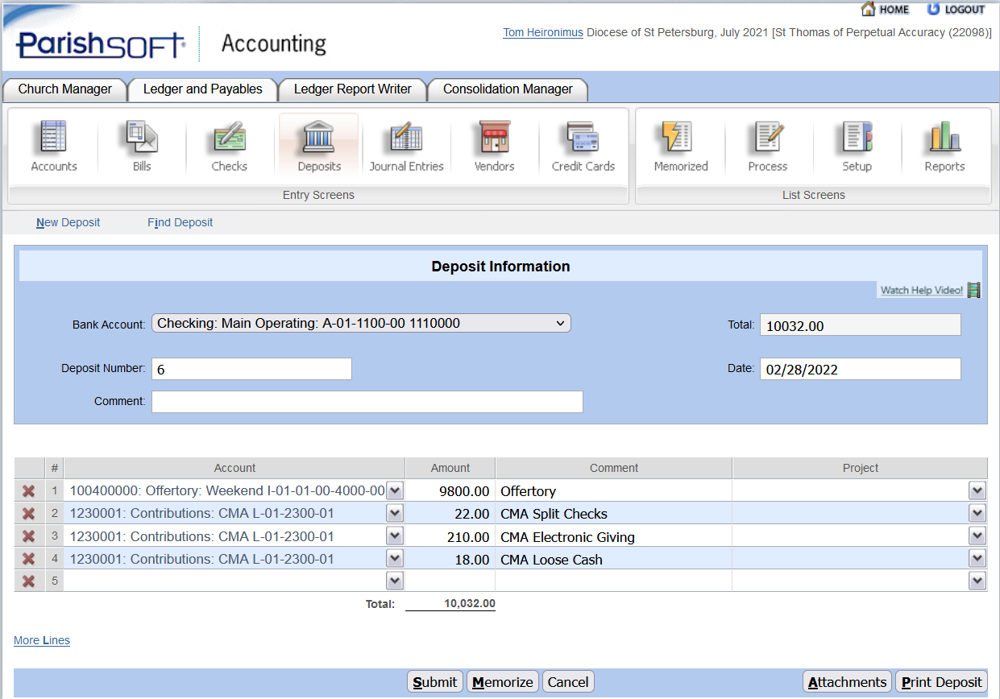 HOME LOGOUT
ParishSOFT Accounting
Tom Heironimus Diocese of St Petersburg, July 2021 [St Thomas of Perpetual Accuracy (22098)]
Church Manager Ledger and Payables Ledger Report Writer Consolidation Manager
Accounts Bills Checks Deposits Journal Entries Vendors Credit Cards Memorized Process Setup Reports
Entry Screens List Screens
New Deposit Find Deposit
Deposit Information
Watch Help Video!
Bank Account: Checking: Main Operating: A-01-1100-00 1110000 Total: 10032.00
Deposit Number: 6 Date: 02/28/2022
Comment:
# Account Amount Comment Project
1 100400000: Offertory: Weekend I-01-01-00-4000-00 9800.00 Offertory
2 1230001: Contributions: CMA L-01-2300-01 22.00 CMA Split Checks
3 1230001: Contributions: CMA L-01-2300-01 210.00 CMA Electronic Giving
4 1230001: Contributions: CMA L-01-2300-01 18.00 CMA Loose Cash
5
Total: 10,032.00
More Lines
Submit Memorize Cancel Attachments Print Deposit